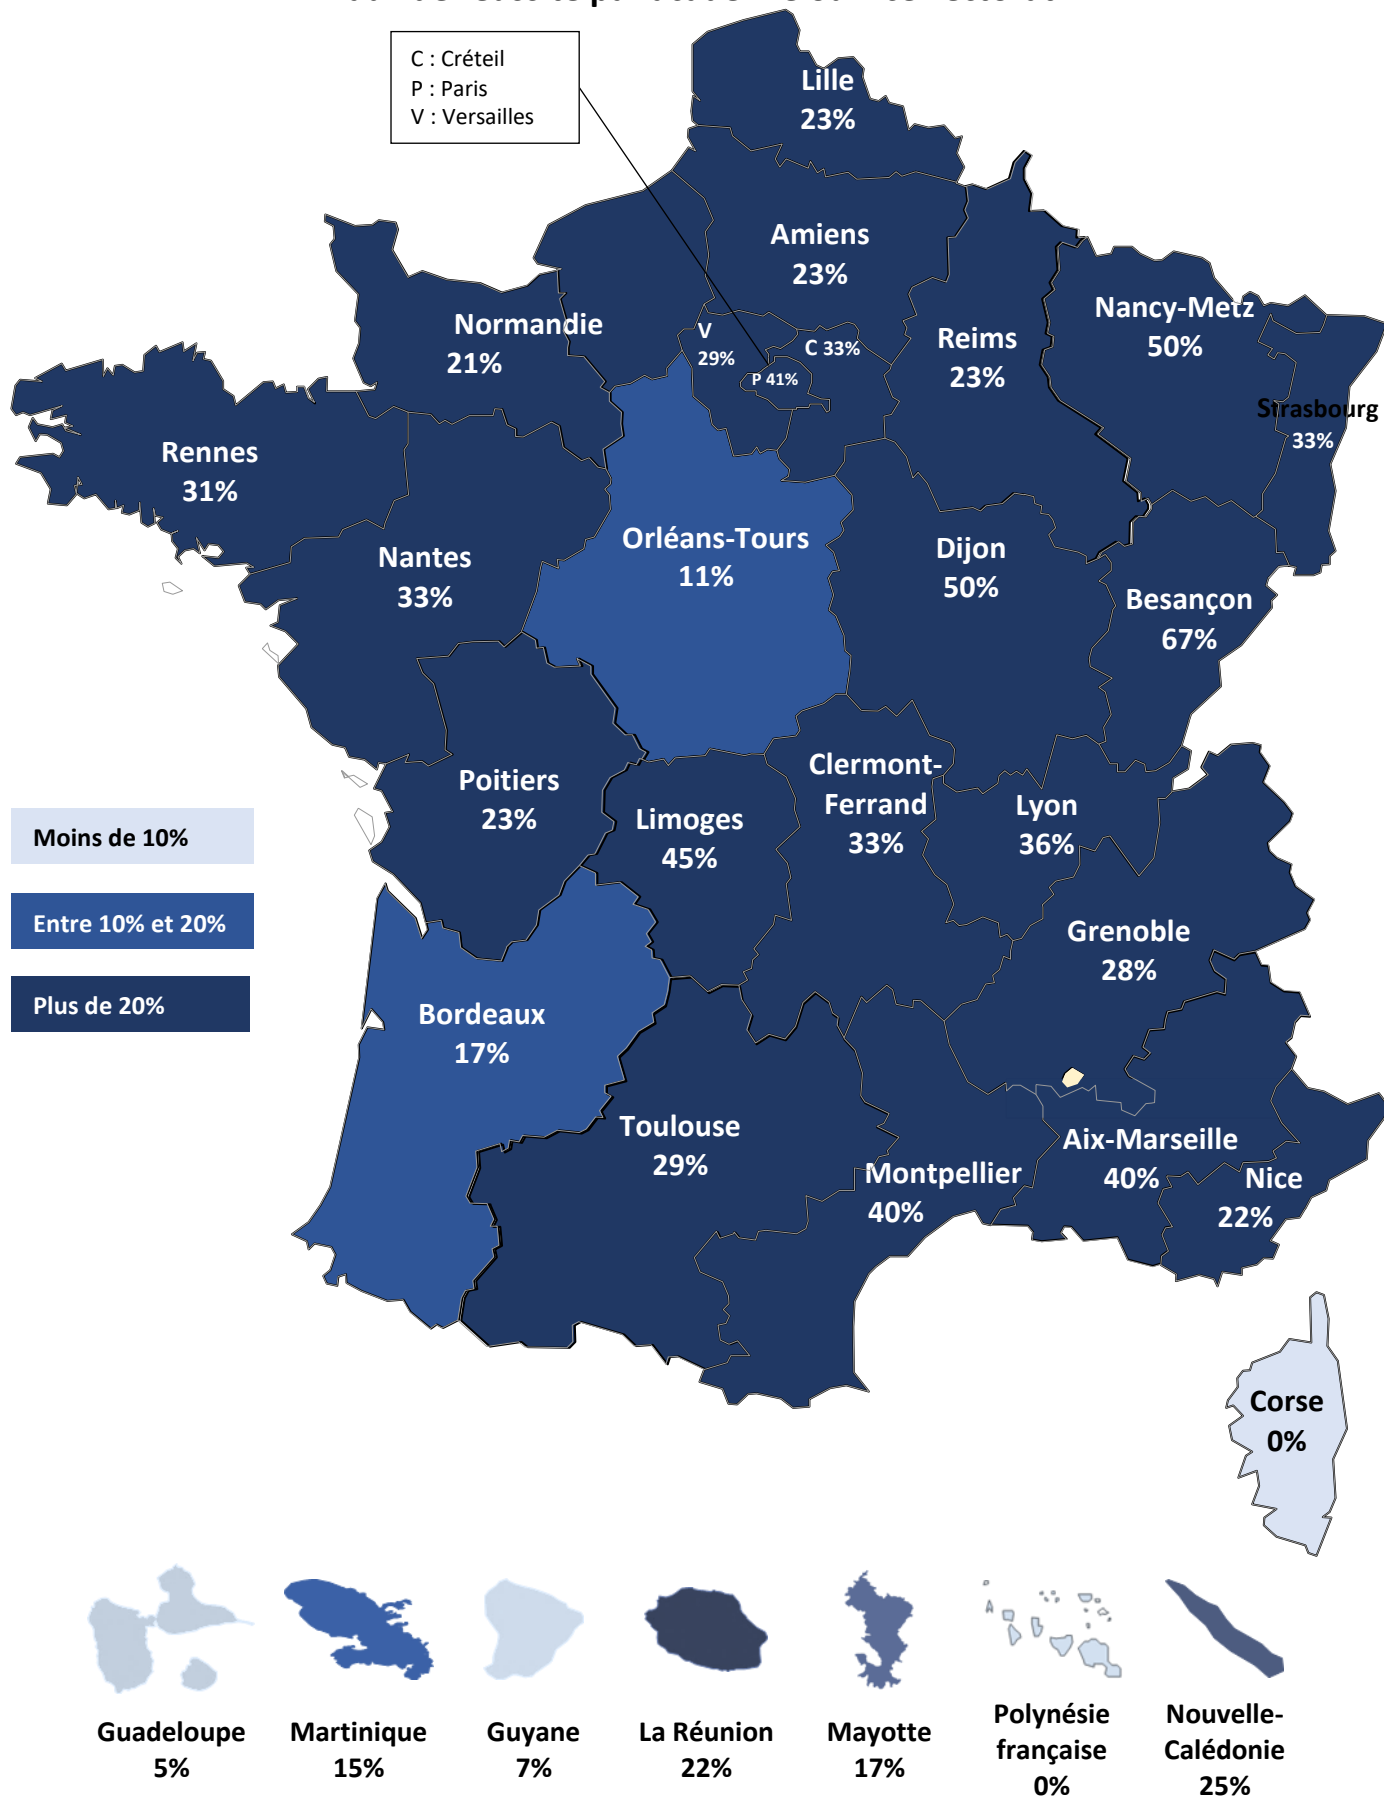 C : Créteil
P : Paris
V : Versailles
Lille
23%
Amiens
23%
Normandie
21%
V
29%
C 33%
P 41%
Reims
23%
Nancy-Metz
50%
Strasbourg
33%
Rennes
31%
Nantes
33%
Orléans-Tours
11%
Dijon
50%
Besançon
67%
Poitiers
23%
Limoges
45%
Clermont-
Ferrand
33%
Lyon
36%
Moins de 10%
Entre 10% et 20%
Plus de 20%
Grenoble
28%
Bordeaux
17%
Toulouse
29%
Montpellier
40%
Aix-Marseille
40%
Nice
22%
Corse
0%
Guadeloupe
5%
Martinique
15%
Guyane
7%
La Réunion
22%
Mayotte
17%
Polynésie
française
0%
Nouvelle-
Calédonie
25%